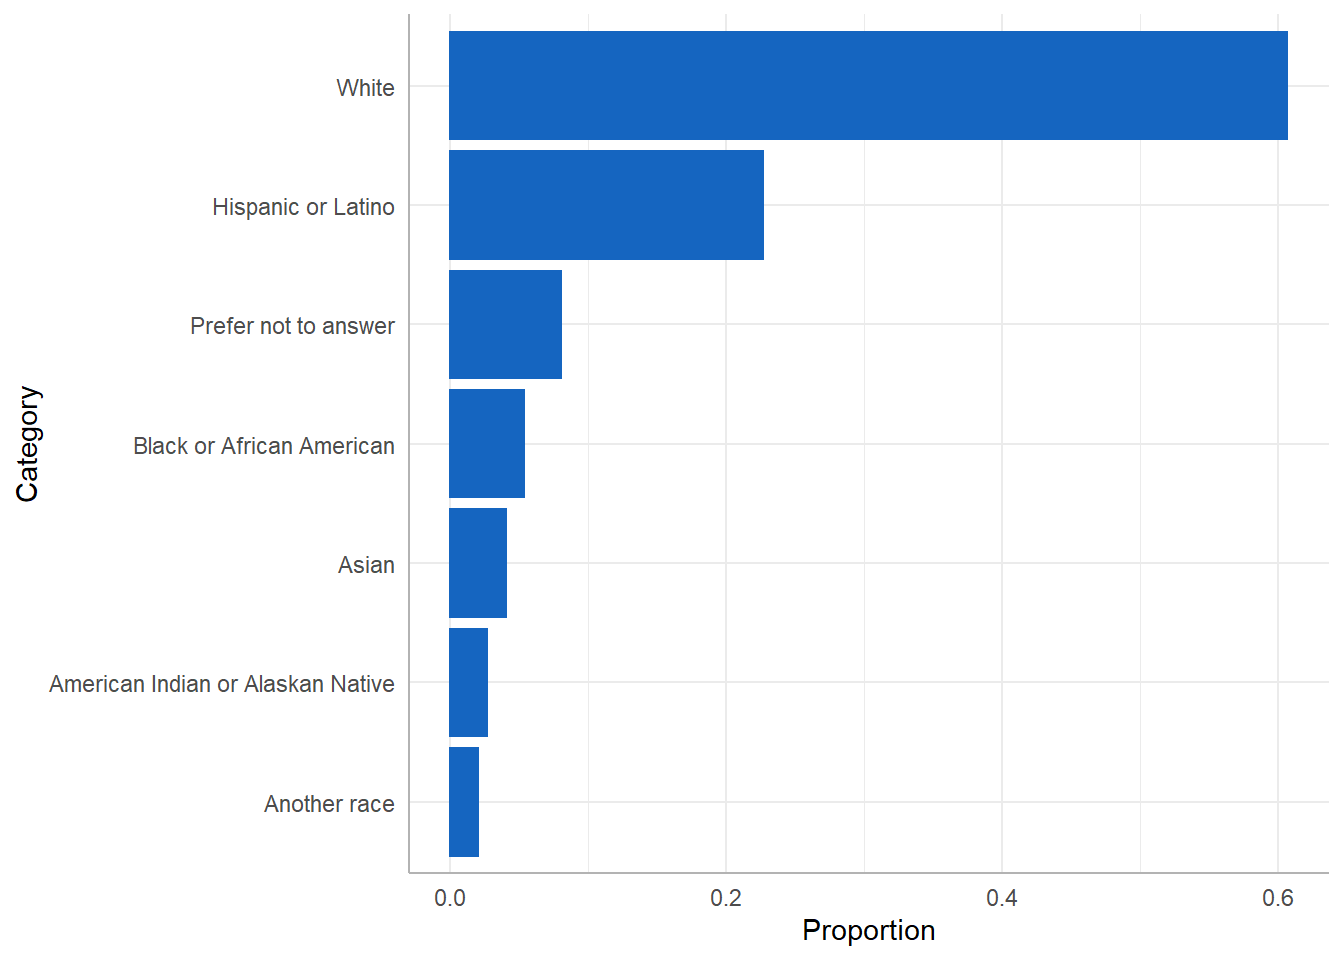 White
Hispanic or Latino
Prefer not to answer
Black or African American
Asian
American Indian or Alaskan Native
Another race
Category
0.0 0.2 0.4 0.6
Proportion